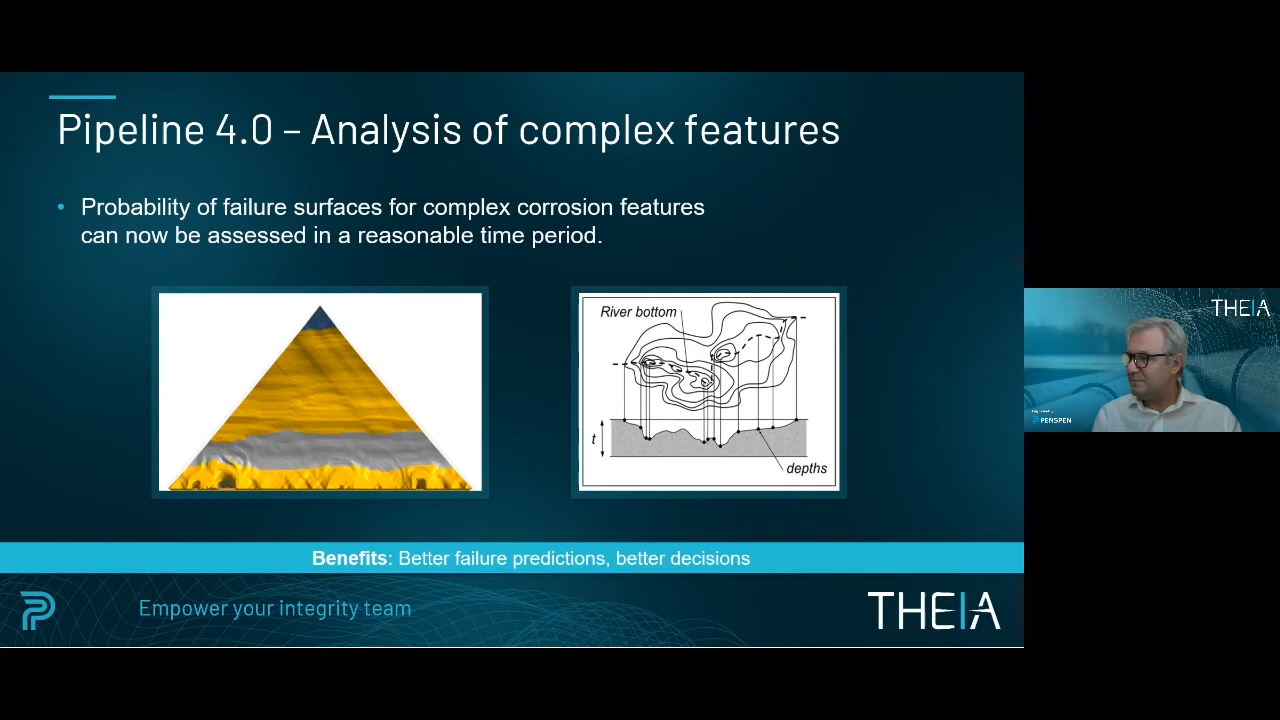 Pipeline 4.0 – Analysis of complex features
• Probability of failure surfaces for complex corrosion features
can now be assessed in a reasonable time period.
River bottom
t
depths
Benefits: Better failure predictions, better decisions
Empower your integrity team
THEIA
THEIA
PENSPEN